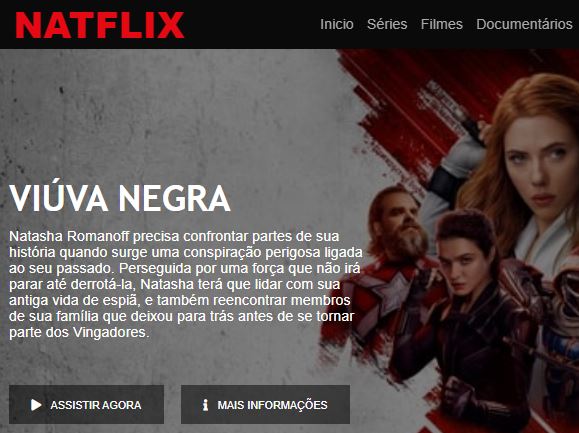 NATFLIX
Inicio Séries Filmes Documentários
VIÚVA NEGRA
Natasha Romanoff precisa confrontar partes de sua
história quando surge uma conspiração perigosa ligada
ao seu passado. Perseguida por uma força que não irá
parar até derrotá-la, Natasha terá que lidar com sua
antiga vida de espiã, e também reencontrar membros
de sua família que deixou para trás antes de se tornar
parte dos Vingadores.
ASSISTIR AGORA
MAIS INFORMAÇÕES